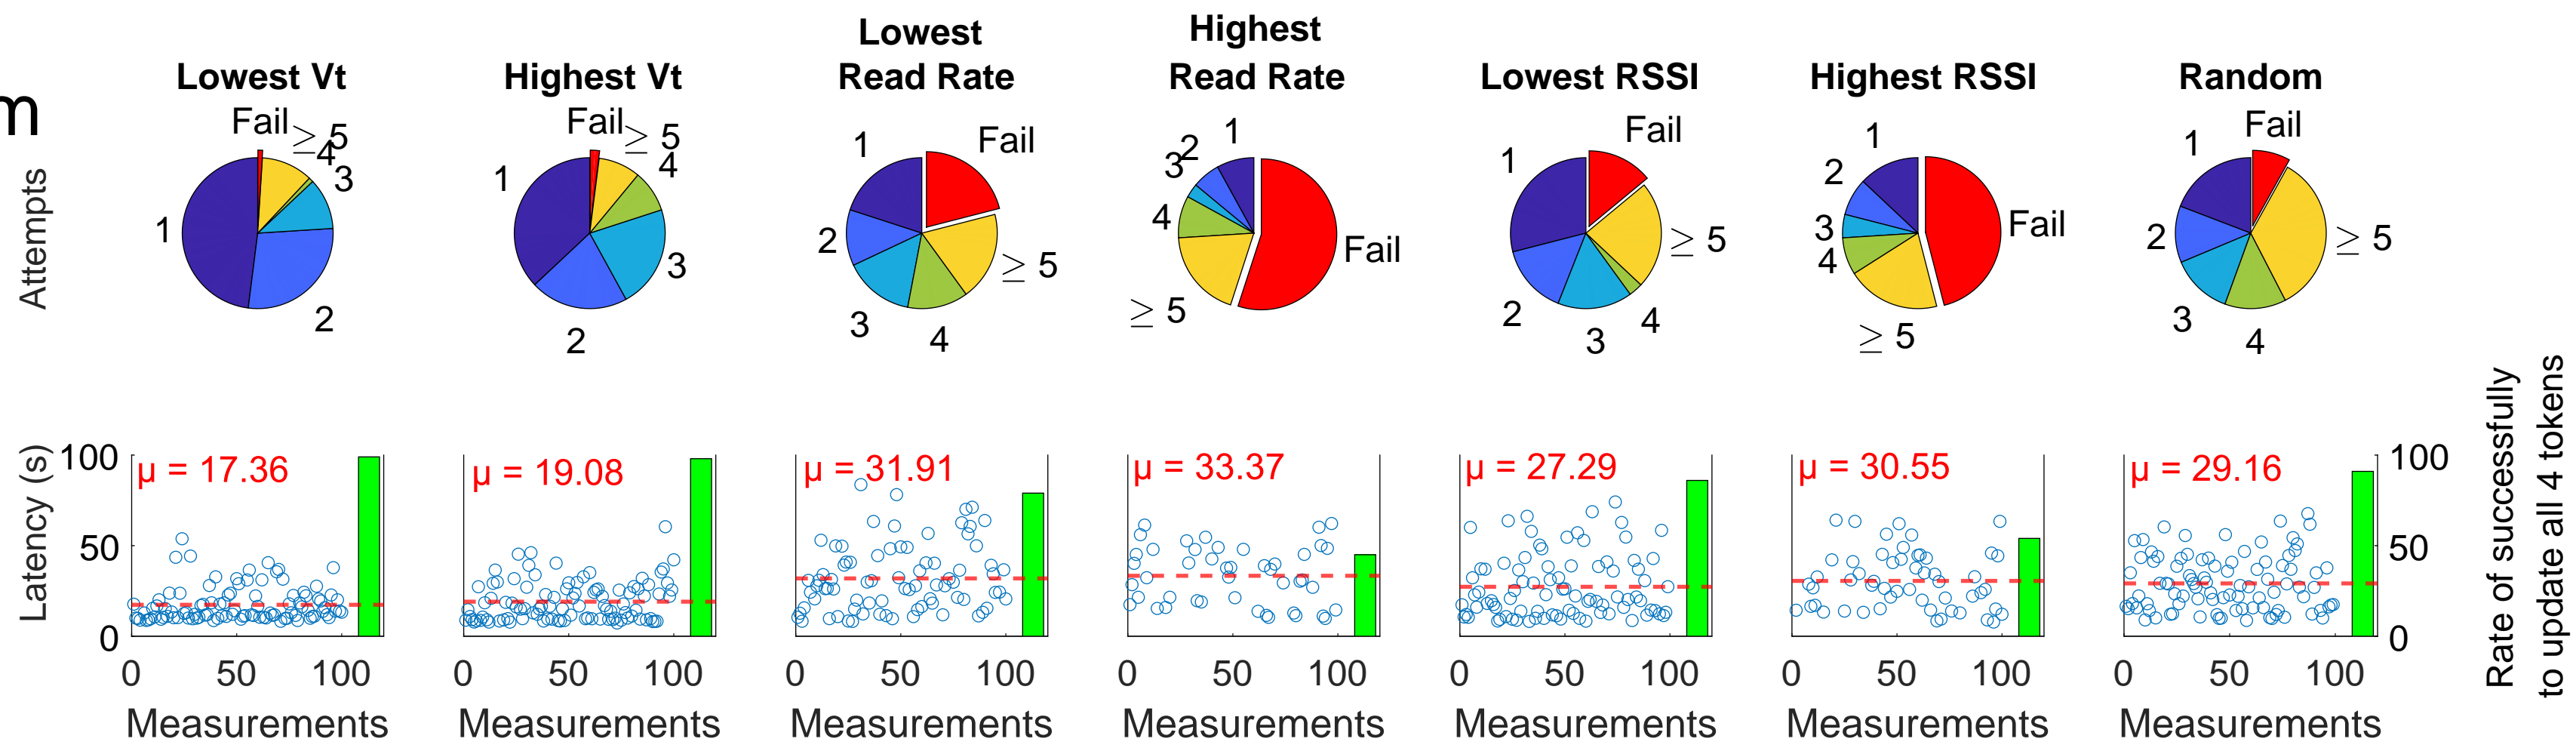 m
Lowest Vt
Highest Vt
Lowest
Read Rate
Highest
Read Rate
Lowest RSSI
Highest RSSI
Random
Attempts
Fail
≥ 5
4
3
2
1
Fail
≥ 5
4
3
2
1
Fail
≥ 5
4
3
2
1
Fail
≥ 5
4
3
2
1
Fail
≥ 5
4
3
2
1
Fail
≥ 5
4
3
2
1
Fail
≥ 5
4
3
2
1
Latency (s)
100
50
0
μ = 17.36
μ = 19.08
μ = 31.91
μ = 33.37
μ = 27.29
μ = 30.55
μ = 29.16
100
50
0
Rate of successfully
to update all 4 tokens
0 50 100
0 50 100
0 50 100
0 50 100
0 50 100
0 50 100
0 50 100
Measurements
Measurements
Measurements
Measurements
Measurements
Measurements
Measurements